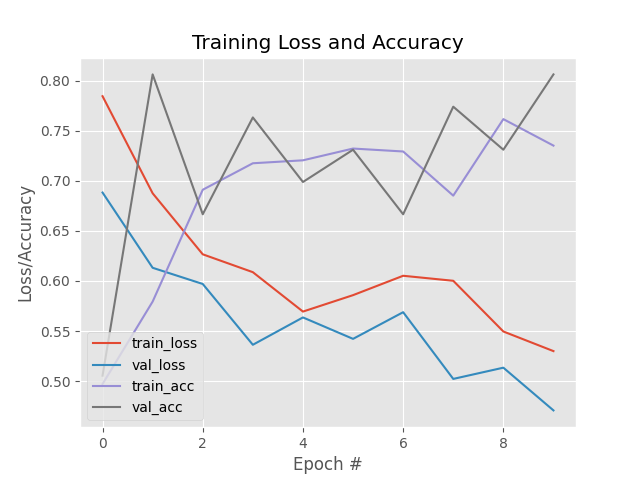 Training Loss and Accuracy
Loss/Accuracy
0.80
0.75
0.70
0.65
0.60
0.55
0.50
train_loss
val_loss
train_acc
val_acc
0 2 4 6 8
Epoch #